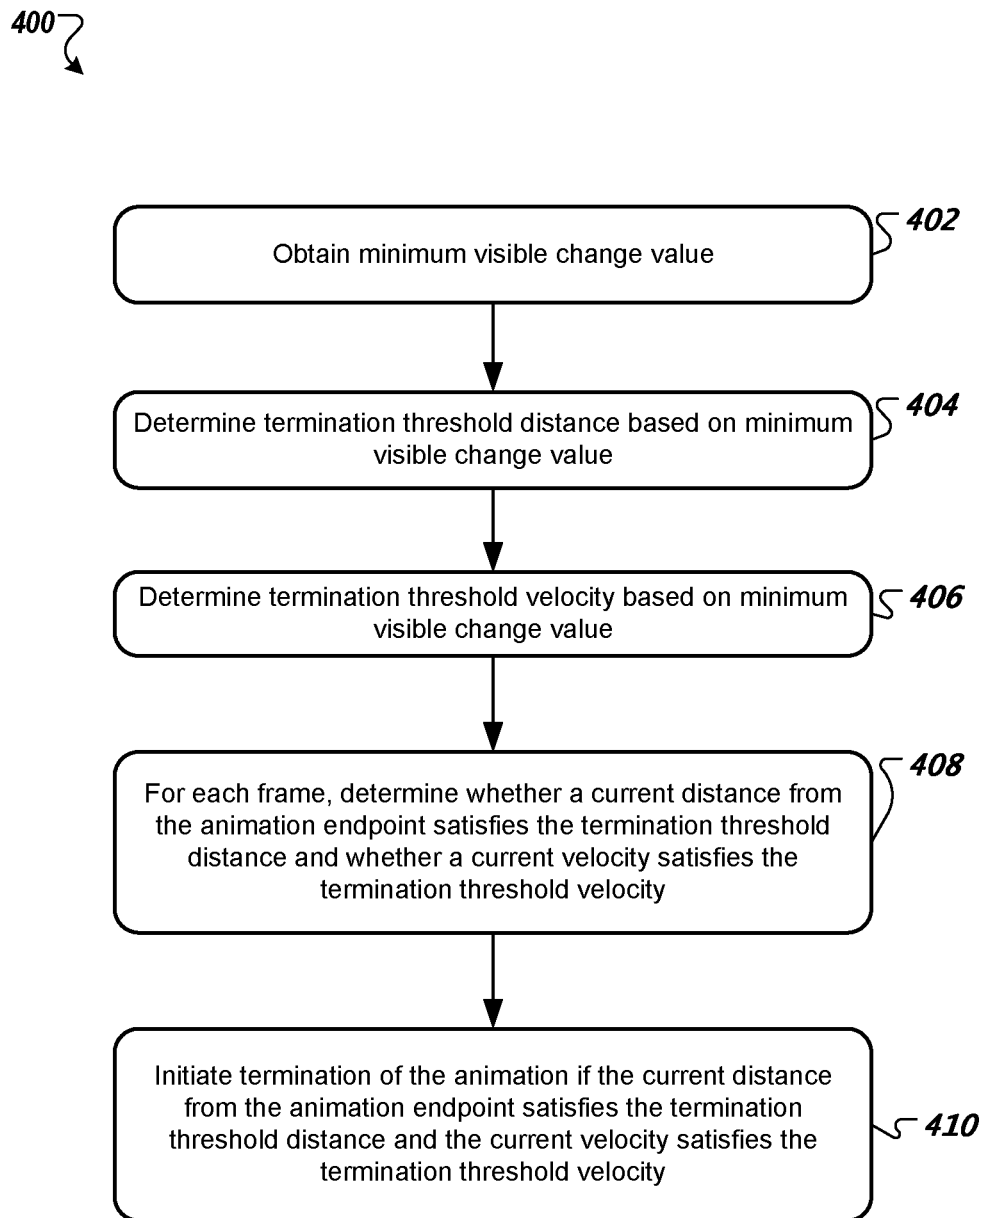 400
402
Obtain minimum visible change value
404
Determine termination threshold distance based on minimum
visible change value
406
Determine termination threshold velocity based on minimum
visible change value
408
For each frame, determine whether a current distance from
the animation endpoint satisfies the termination threshold
distance and whether a current velocity satisfies the
termination threshold velocity
Initiate termination of the animation if the current distance
from the animation endpoint satisfies the termination
threshold distance and the current velocity satisfies the
termination threshold velocity
410